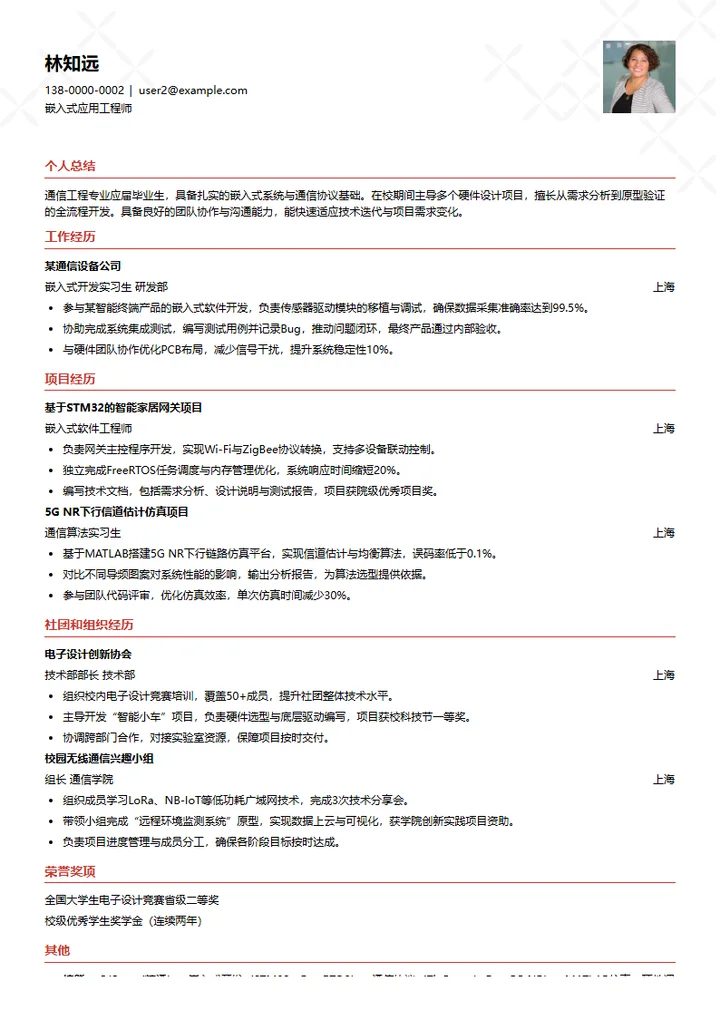 林知远
138-0000-0002 | user2@example.com
嵌入式应用工程师
个人总结
通信工程专业应届毕业生，具备扎实的嵌入式系统与通信协议基础。在校期间主导多个硬件设计项目，擅长从需求分析到原型验证
的全流程开发。具备良好的团队协作与沟通能力，能快速适应技术迭代与项目需求变化。
工作经历
某通信设备公司
嵌入式开发实习生 研发部 上海
• 参与某智能终端产品的嵌入式软件开发，负责传感器驱动模块的移植与调试，确保数据采集准确率达到99.5%。
• 协助完成系统集成测试，编写测试用例并记录Bug，推动问题闭环，最终产品通过内部验收。
• 与硬件团队协作优化PCB布局，减少信号干扰，提升系统稳定性10%。
项目经历
基于STM32的智能家居网关项目
嵌入式软件工程师 上海
• 负责网关主控程序开发，实现Wi-Fi与ZigBee协议转换，支持多设备联动控制。
• 独立完成FreeRTOS任务调度与内存管理优化，系统响应时间缩短20%。
• 编写技术文档，包括需求分析、设计说明与测试报告，项目获院级优秀项目奖。
5G NR下行信道估计仿真项目
通信算法实习生 上海
• 基于MATLAB搭建5G NR下行链路仿真平台，实现信道估计与均衡算法，误码率低于0.1%。
• 对比不同导频图案对系统性能的影响，输出分析报告，为算法选型提供依据。
• 参与团队代码评审，优化仿真效率，单次仿真时间减少30%。
社团和组织经历
电子设计创新协会
技术部部长 技术部 上海
• 组织校内电子设计竞赛培训，覆盖50+成员，提升社团整体技术水平。
• 主导开发“智能小车”项目，负责硬件选型与底层驱动编写，项目获校科技节一等奖。
• 协调跨部门合作，对接实验室资源，保障项目按时交付。
校园无线通信兴趣小组
组长 通信学院 上海
• 组织成员学习LoRa、NB-IoT等低功耗广域网技术，完成3次技术分享会。
• 带领小组完成“远程环境监测系统”原型，实现数据上云与可视化，获学院创新实践项目资助。
• 负责项目进度管理与成员分工，确保各阶段目标按时达成。
荣誉奖项
全国大学生电子设计竞赛省级二等奖
校级优秀学生奖学金（连续两年）
其他